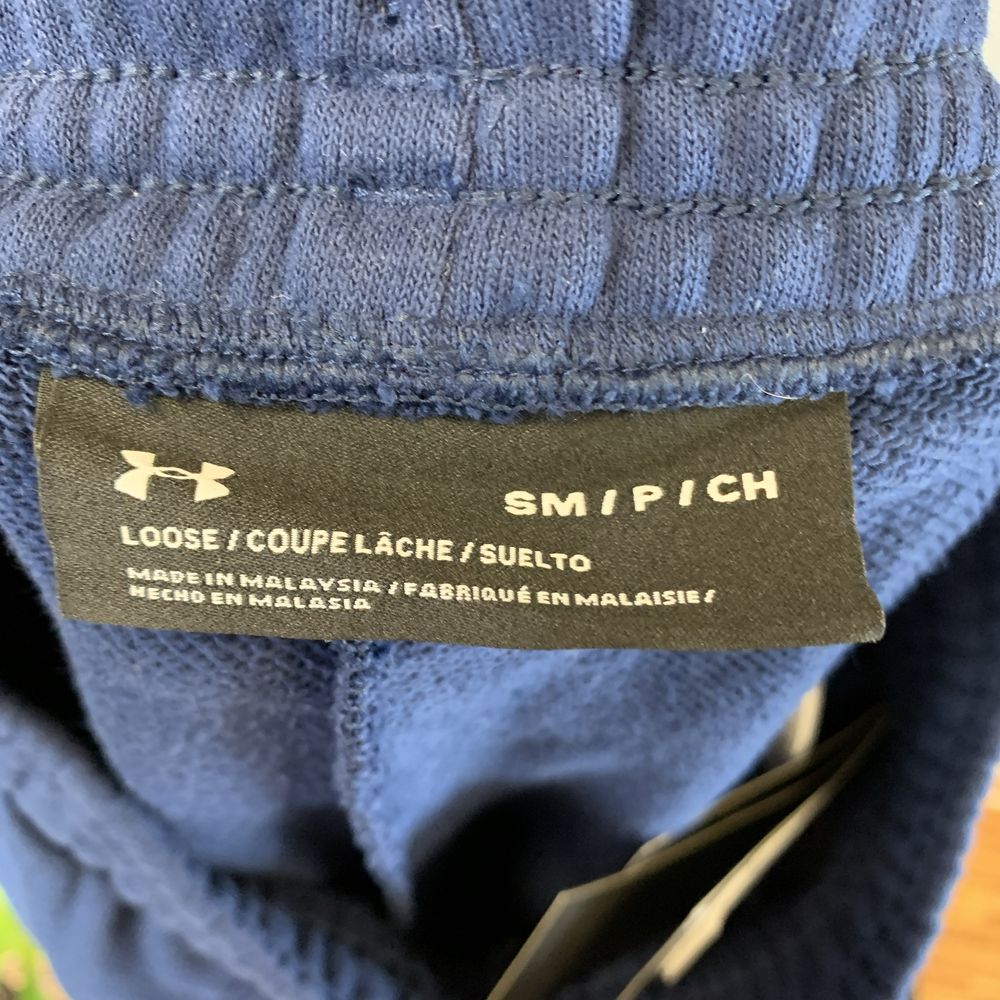 SM / P / CH
LOOSE / COUPE LÂCHE / SUELTO
MADE IN MALAYSIA / FABRIQUÉ EN MALAISIE /
HECHO EN MALASIA